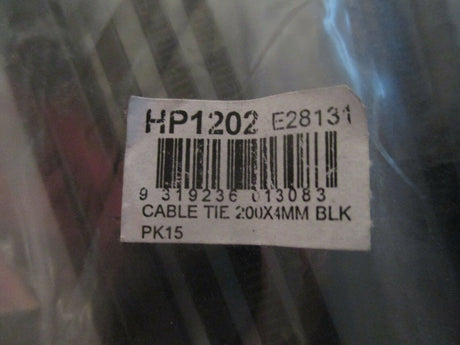 HP1202 E28131
9 319236 013083
CABLE TIE 200X4MM BLK
PK15